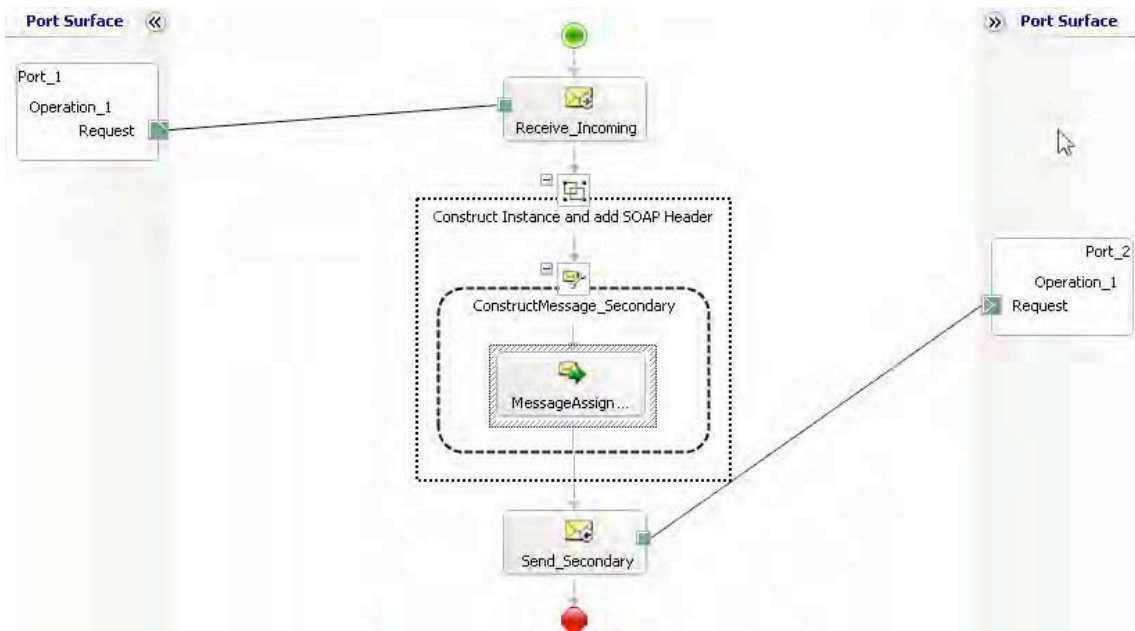 Port Surface
Port Surface
Port_1
Operation_1
Request
Receive_Incoming
Construct Instance and add SOAP Header
Port_2
Operation_1
Request
ConstructMessage_Secondary
MessageAssign...
Send_Secondary